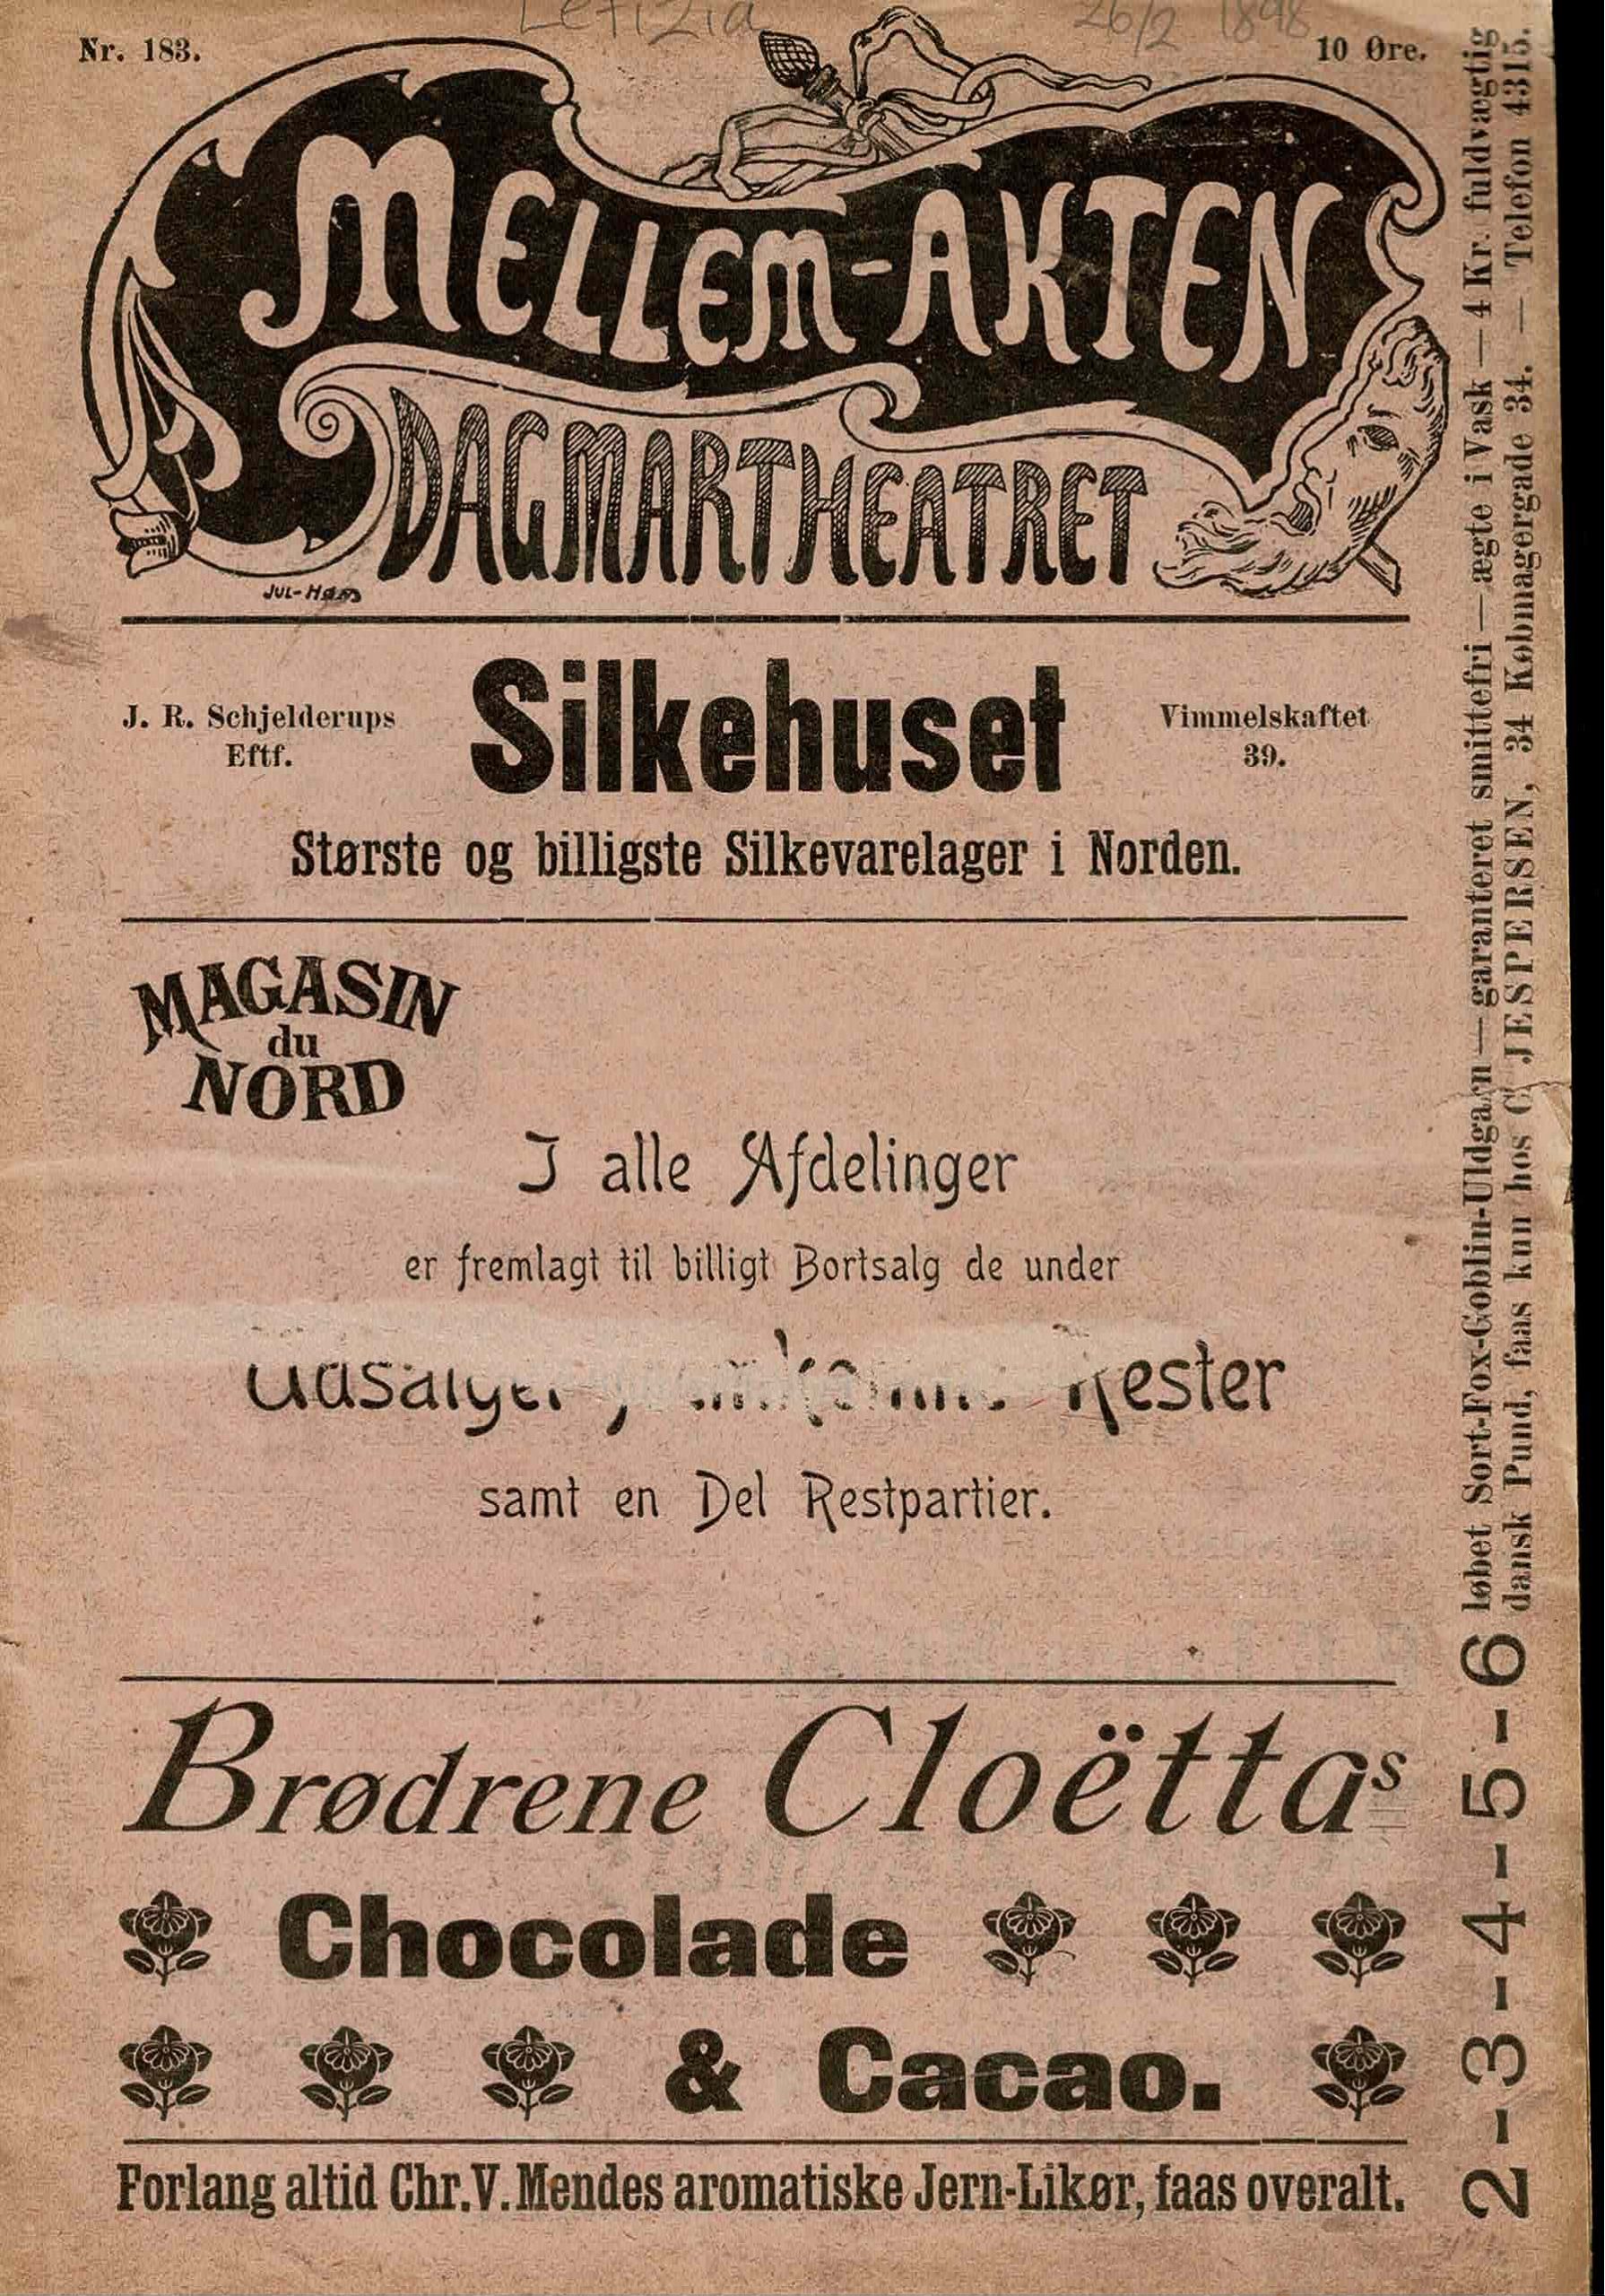 Letizia 26/2 1898
Nr. 183.
10 Øre.
MELLEM-AKTEN
DAGMARTHEATRET
JUL-HØM
J. R. Schjelderups
Eftf.
Silkehuset
Vimmelskaftet
39.
Største og billigste Silkevarelager i Norden.
MAGASIN
du
NORD
I alle Afdelinger
er fremlagt til billigt Bortsalg de under
Udsalget Rester
samt en Del Restpartier.
Brødrene Cloëttas
Chocolade
& Cacao.
Forlang altid Chr. V. Mendes aromatiske Jern-Likør, faas overalt.
2-3-4-5-6
løbet Sort-Fox-Goblin-Uldgarn — garanteret smittefri — ægte i Vask — 4 Kr. fuldvægtig
dansk Pund, faas kun hos C. JESPERSEN, 34 Købmagergade 34. — Telefon 4315.